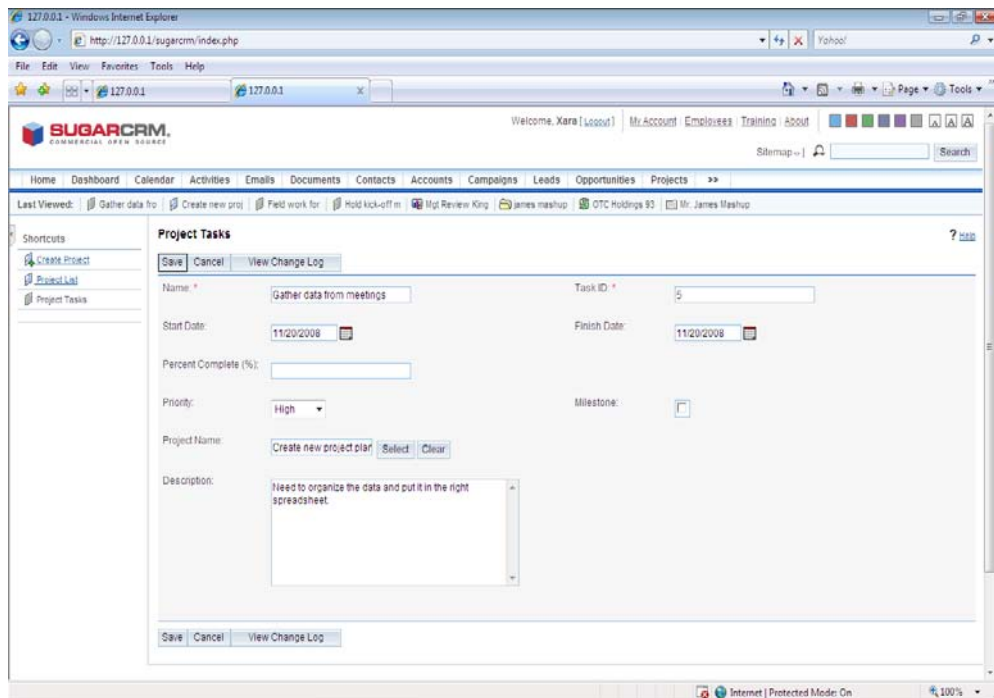 127.0.0.1 - Windows Internet Explorer
http://127.0.0.1/sugarcrm/index.php
Yahoo!
File Edit View Favorites Tools Help
127.0.0.1
127.0.0.1
Page Tools
SUGARCRM.
COMMERCIAL OPEN SOURCE
Welcome, Xara [Logout] My Account Employees Training About
A A A
Sitemap
Search
Home Dashboard Calendar Activities Emails Documents Contacts Accounts Campaigns Leads Opportunities Projects >>
Last Viewed: Gather data fro Create new proj Field work for Hold kick-off m Mgt Review King james mashup OTC Holdings 93 Mr. James Mashup
Shortcuts
Create Project
Project List
Project Tasks
Project Tasks
? Help
Save Cancel View Change Log
Name: * Gather data from meetings Task ID: * 5
Start Date: 11/20/2008 Finish Date: 11/20/2008
Percent Complete (%):
Priority: High Milestone:
Project Name: Create new project plan Select Clear
Description: Need to organize the data and put it in the right
spreadsheet.
Save Cancel View Change Log
Internet | Protected Mode: On 100%